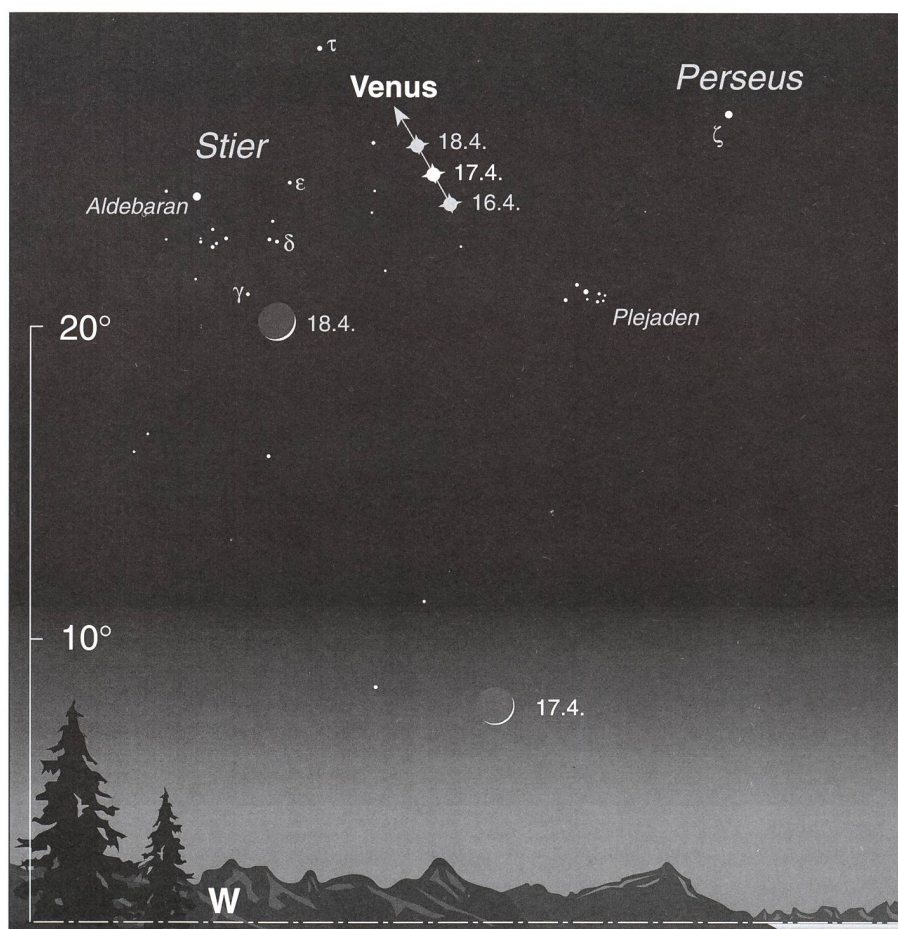 τ
Venus
Perseus
ζ
18.4.
Stier
17.4.
ε
16.4.
Aldebaran
δ
γ
Plejaden
18.4.
20°
10°
17.4.
W